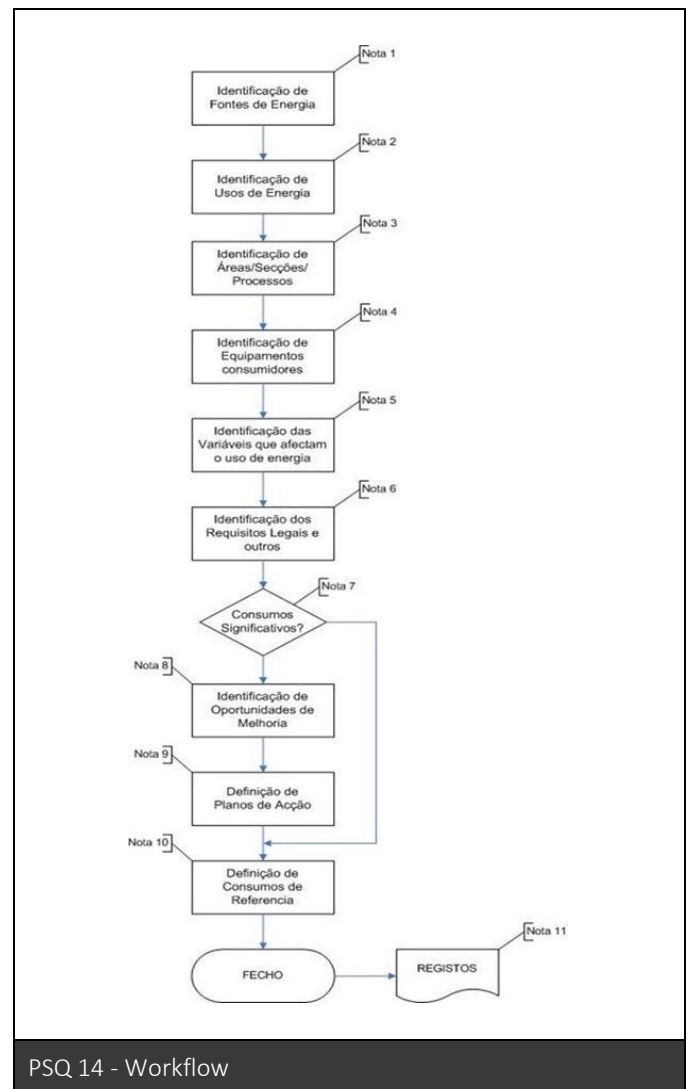 Nota 1
Identificação de
Fontes de Energia
Nota 2
Identificação de
Usos de Energia
Nota 3
Identificação de
Áreas/Secções/
Processos
Nota 4
Identificação de
Equipamentos
consumidores
Nota 5
Identificação das
Variáveis que afectam
o uso de energia
Nota 6
Identificação dos
Requisitos Legais e
outros
Nota 7
Consumos
Significativos?
Nota 8
Identificação de
Oportunidades de
Melhoria
Nota 9
Definição de
Planos de Acção
Nota 10
Definição de
Consumos de
Referencia
Nota 11
FECHO
REGISTOS
PSQ 14 - Workflow